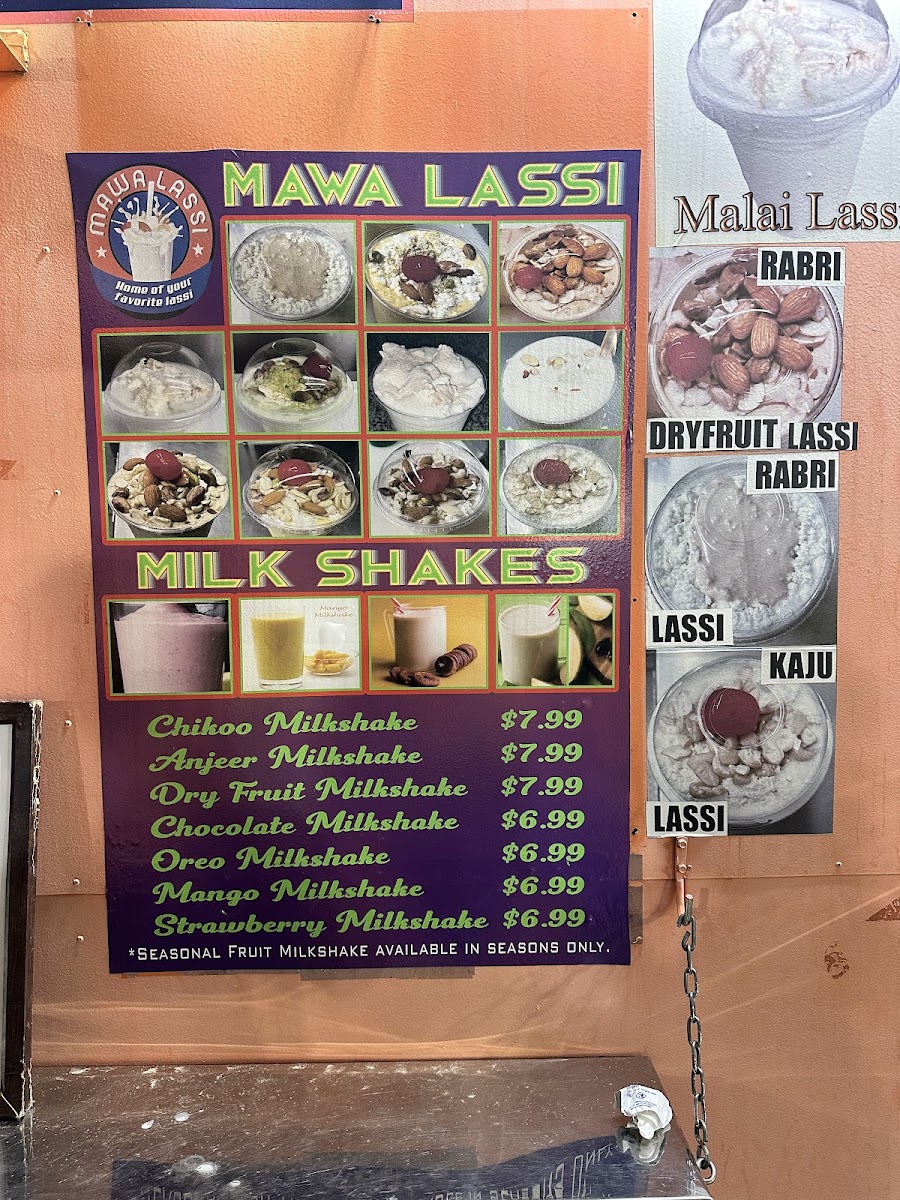 MAWA LASSI
MAWA LASSI
Home of your
favorite lassi
Malai Lassi
RABRI
DRYFRUIT LASSI
RABRI
LASSI
KAJU
LASSI
MILK SHAKES
Mango
Milkshake
Chikoo Milkshake $7.99
Anjeer Milkshake $7.99
Dry Fruit Milkshake $7.99
Chocolate Milkshake $6.99
Oreo Milkshake $6.99
Mango Milkshake $6.99
Strawberry Milkshake $6.99
*SEASONAL FRUIT MILKSHAKE AVAILABLE IN SEASONS ONLY.